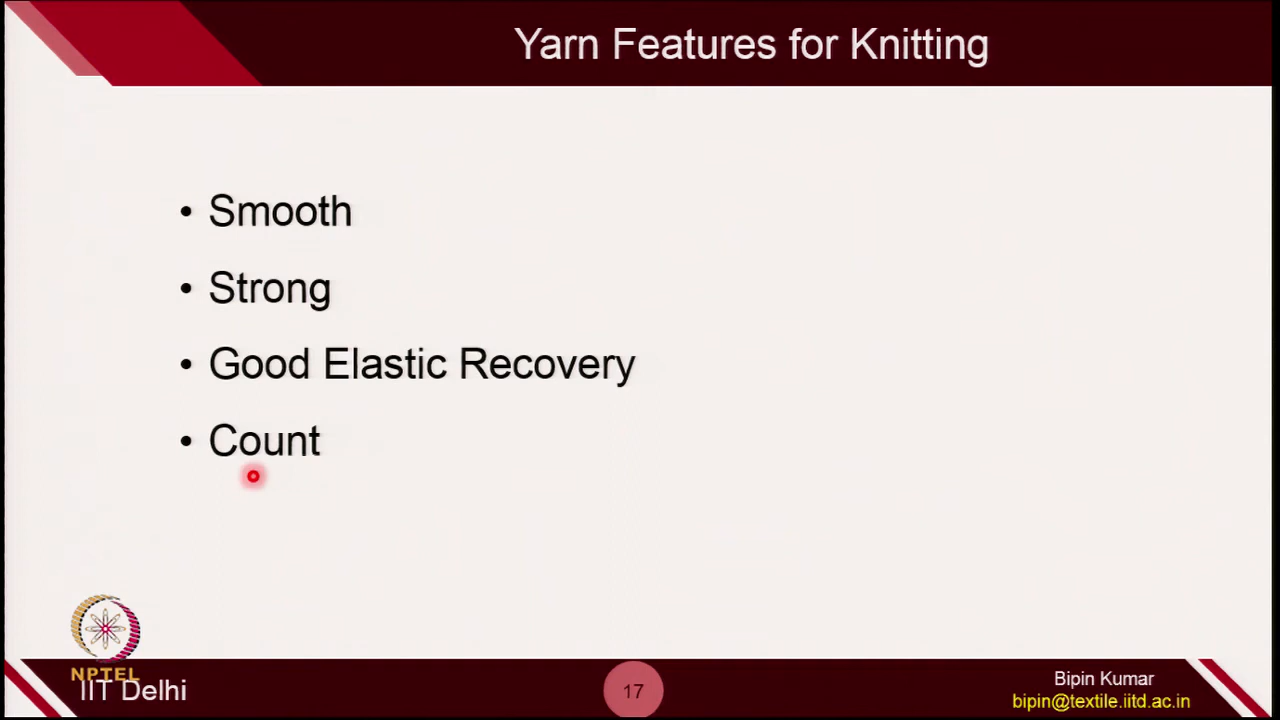 Yarn Features for Knitting
• Smooth
• Strong
• Good Elastic Recovery
• Count
NPTEL
IIT Delhi
17
Bipin Kumar
bipin@textile.iitd.ac.in